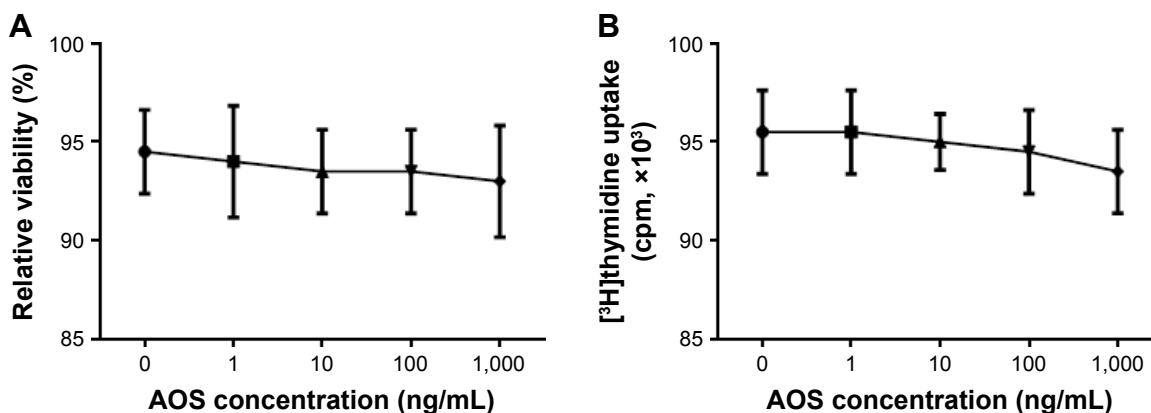 A
Relative viability (%)
100
95
90
85
0 1 10 100 1,000
AOS concentration (ng/mL)
B
[³H]thymidine uptake
(cpm, ×10³)
100
95
90
85
0 1 10 100 1,000
AOS concentration (ng/mL)